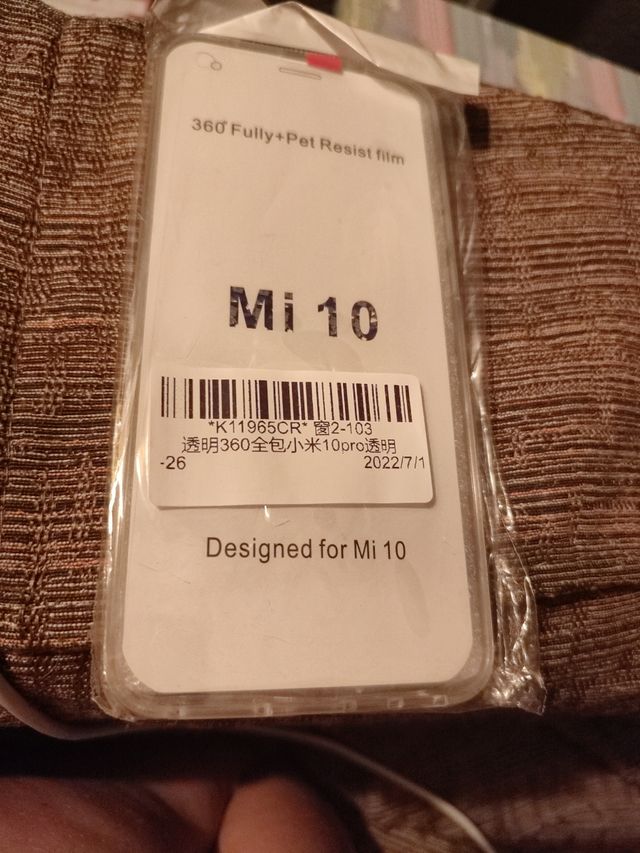 360°Fully+Pet Resist film
Mi 10
*K11965CR* 窗2-103
透明360全包小米10pro透明
-26 2022/7/1
Designed for Mi 10